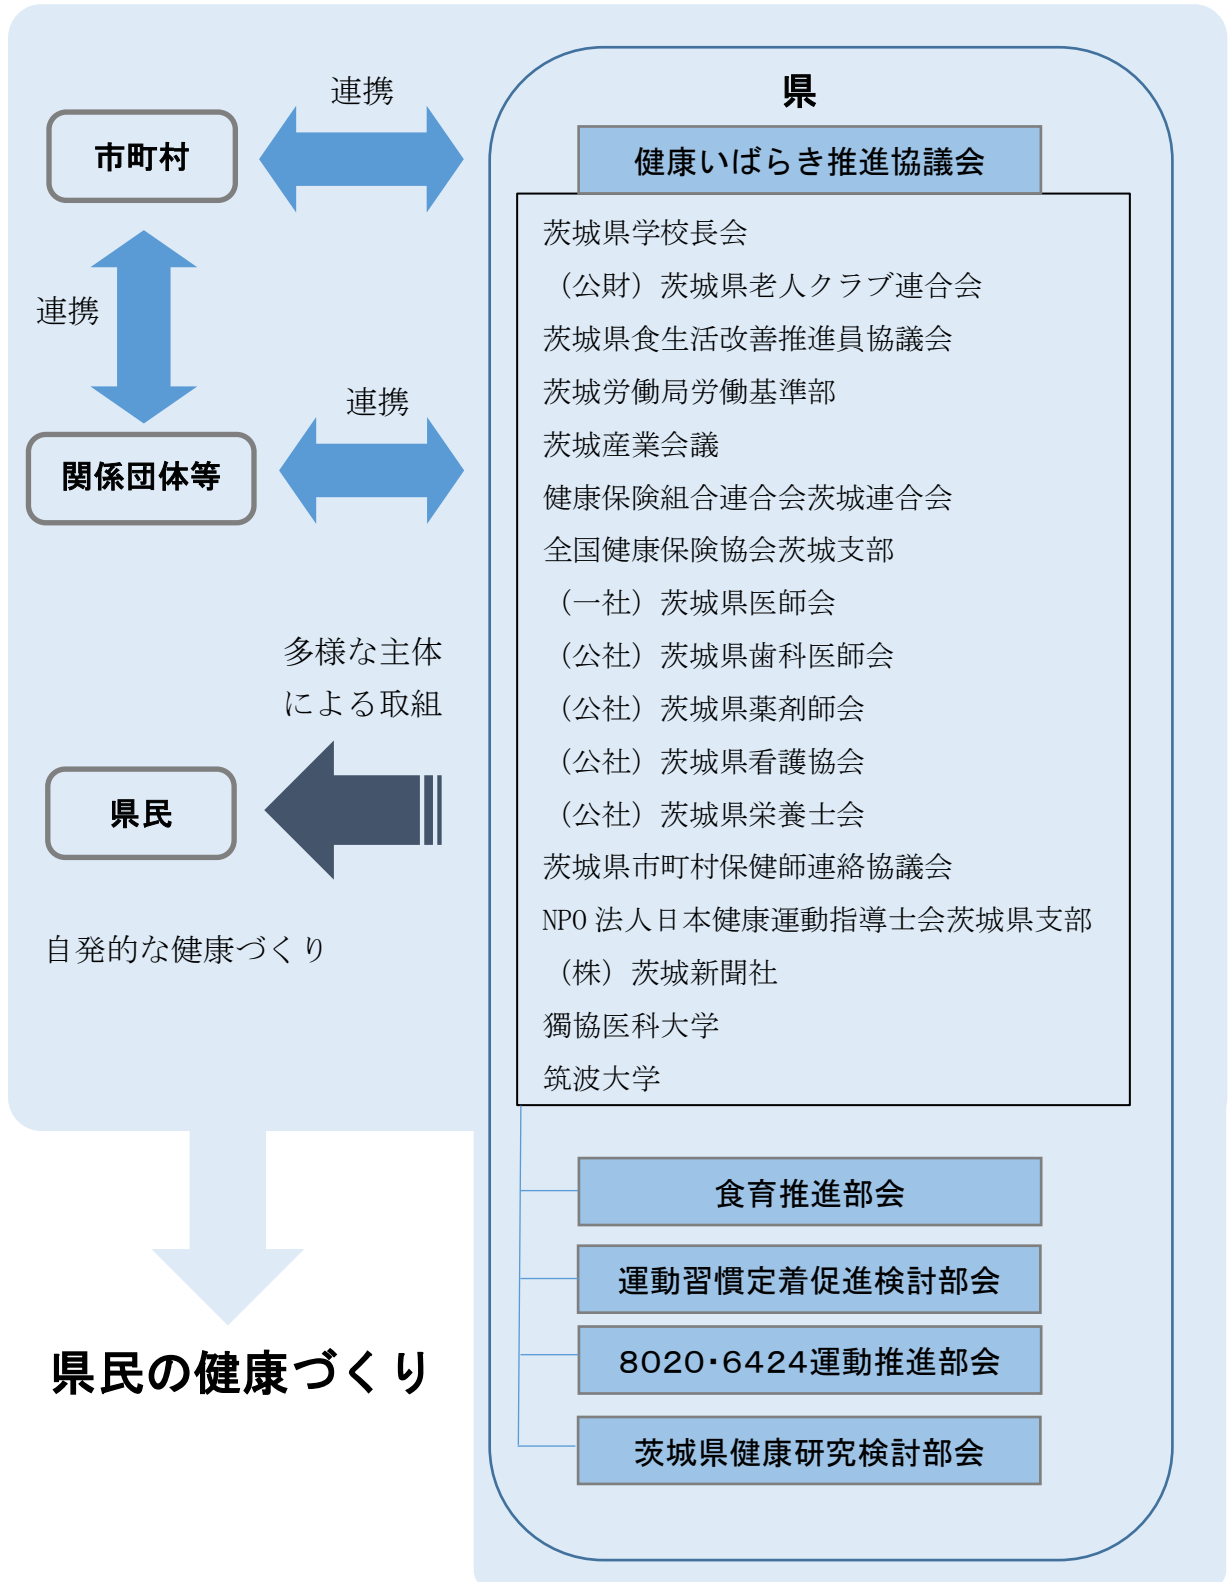 県
健康いばらき推進協議会
茨城県学校長会
（公財）茨城県老人クラブ連合会
茨城県食生活改善推進員協議会
茨城労働局労働基準部
茨城産業会議
健康保険組合連合会茨城連合会
全国健康保険協会茨城支部
（一社）茨城県医師会
（公社）茨城県歯科医師会
（公社）茨城県薬剤師会
（公社）茨城県看護協会
（公社）茨城県栄養士会
茨城県市町村保健師連絡協議会
NPO法人日本健康運動指導士会茨城県支部
（株）茨城新聞社
獨協医科大学
筑波大学
食育推進部会
運動習慣定着促進検討部会
8020・6424運動推進部会
茨城県健康研究検討部会
連携
市町村
連携
関係団体等
連携
多様な主体
による取組
県民
自発的な健康づくり
県民の健康づくり